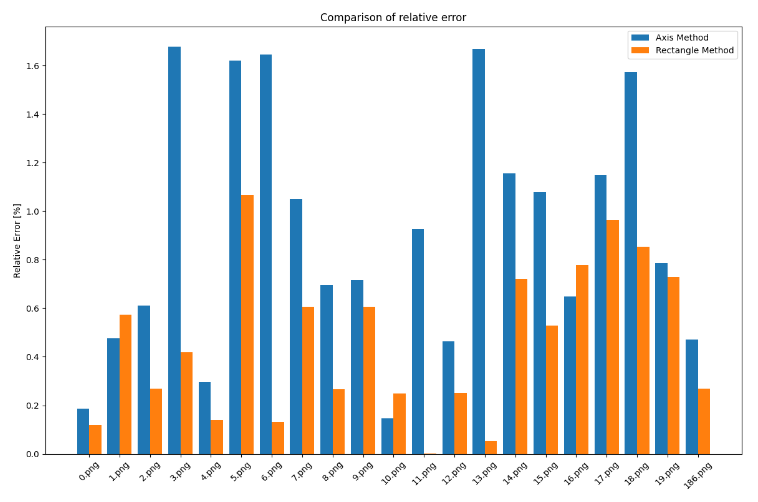 Comparison of relative error
Axis Method
Rectangle Method
Relative Error [%]
1.6
1.4
1.2
1.0
0.8
0.6
0.4
0.2
0.0
0.png
1.png
2.png
3.png
4.png
5.png
6.png
7.png
8.png
9.png
10.png
11.png
12.png
13.png
14.png
15.png
16.png
17.png
18.png
19.png
186.png